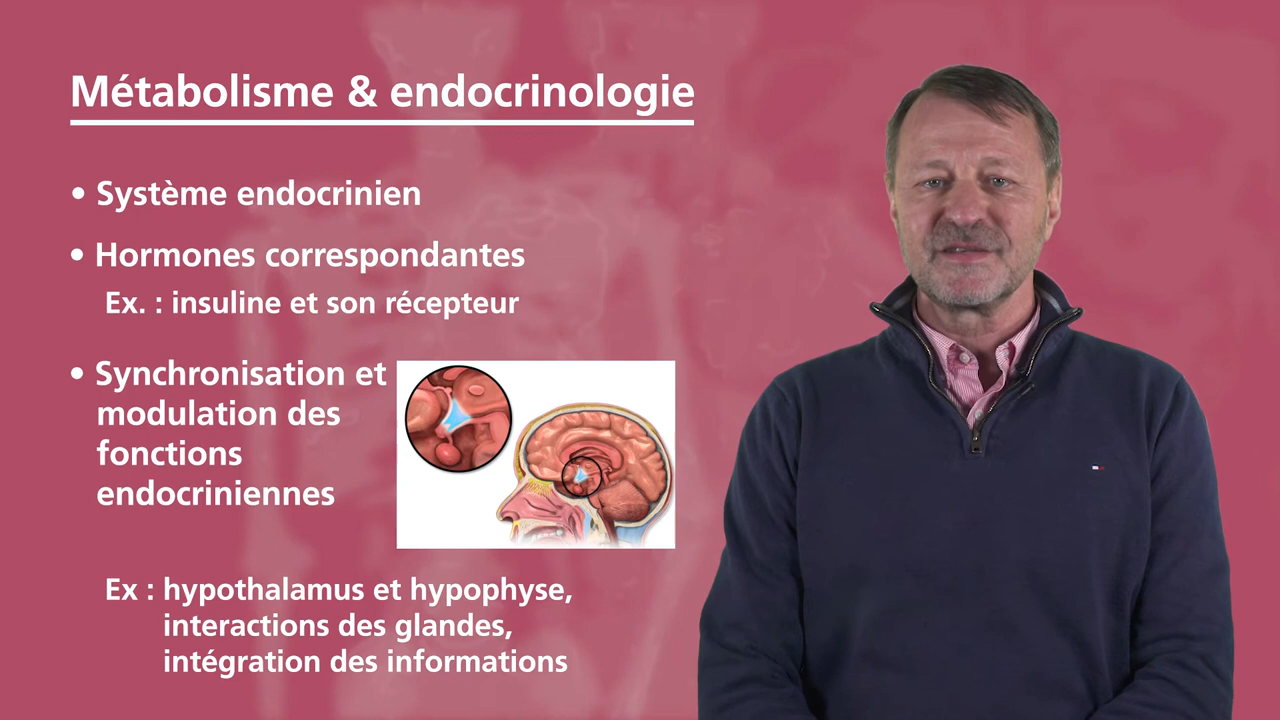 Métabolisme & endocrinologie
• Système endocrinien
• Hormones correspondantes
Ex. : insuline et son récepteur
• Synchronisation et
modulation des
fonctions
endocriniennes
Ex : hypothalamus et hypophyse,
interactions des glandes,
intégration des informations